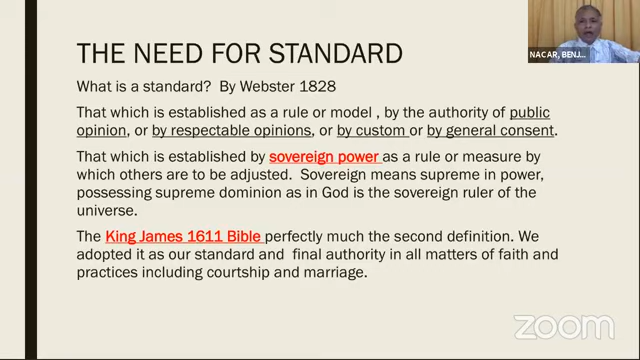 THE NEED FOR STANDARD
What is a standard? By Webster 1828
That which is established as a rule or model , by the authority of public
opinion, or by respectable opinions, or by custom or by general consent.
That which is established by sovereign power as a rule or measure by
which others are to be adjusted. Sovereign means supreme in power,
possessing supreme dominion as in God is the sovereign ruler of the
universe.
The King James 1611 Bible perfectly much the second definition. We
adopted it as our standard and final authority in all matters of faith and
practices including courtship and marriage.
NACAR, BENJ...
zoom